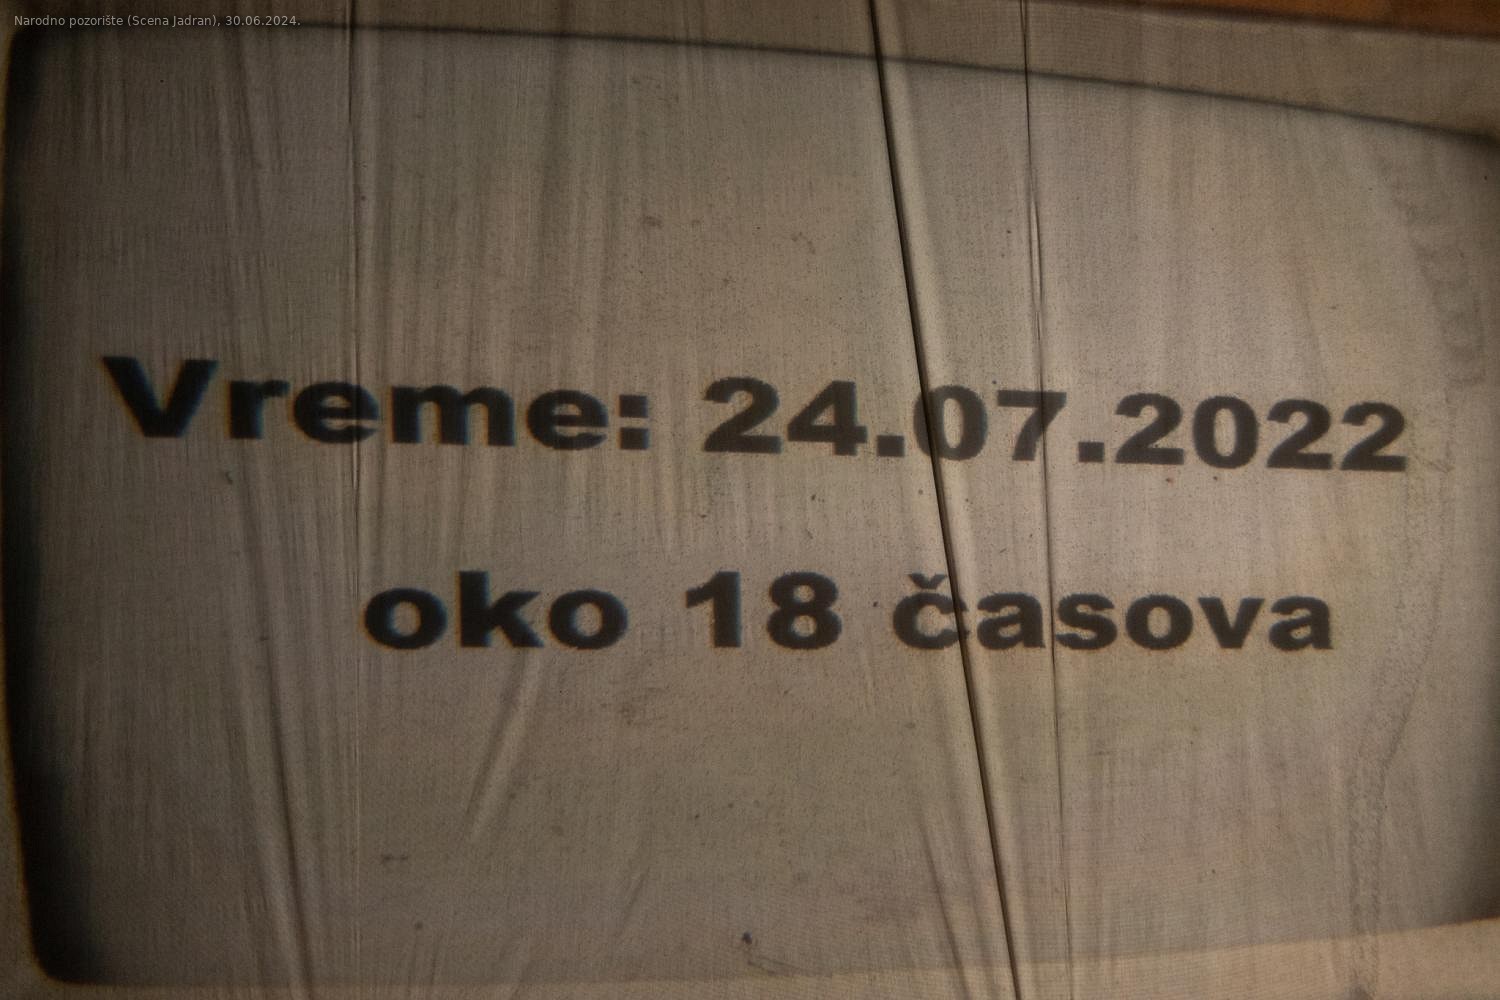 Narodno pozorište (Scena Jadran), 30.06.2024.
Vreme: 24.07.2022
oko 18 časova